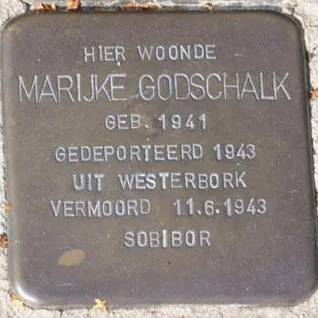 HIER WOONDE
MARIJKE GODSCHALK
GEB. 1941
GEDEPORTEERD 1943
UIT WESTERBORK
VERMOORD 11.6.1943
SOBIBOR